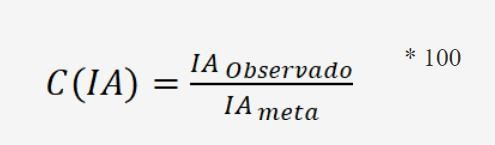 C(IA) = IA Observado / IA meta * 100